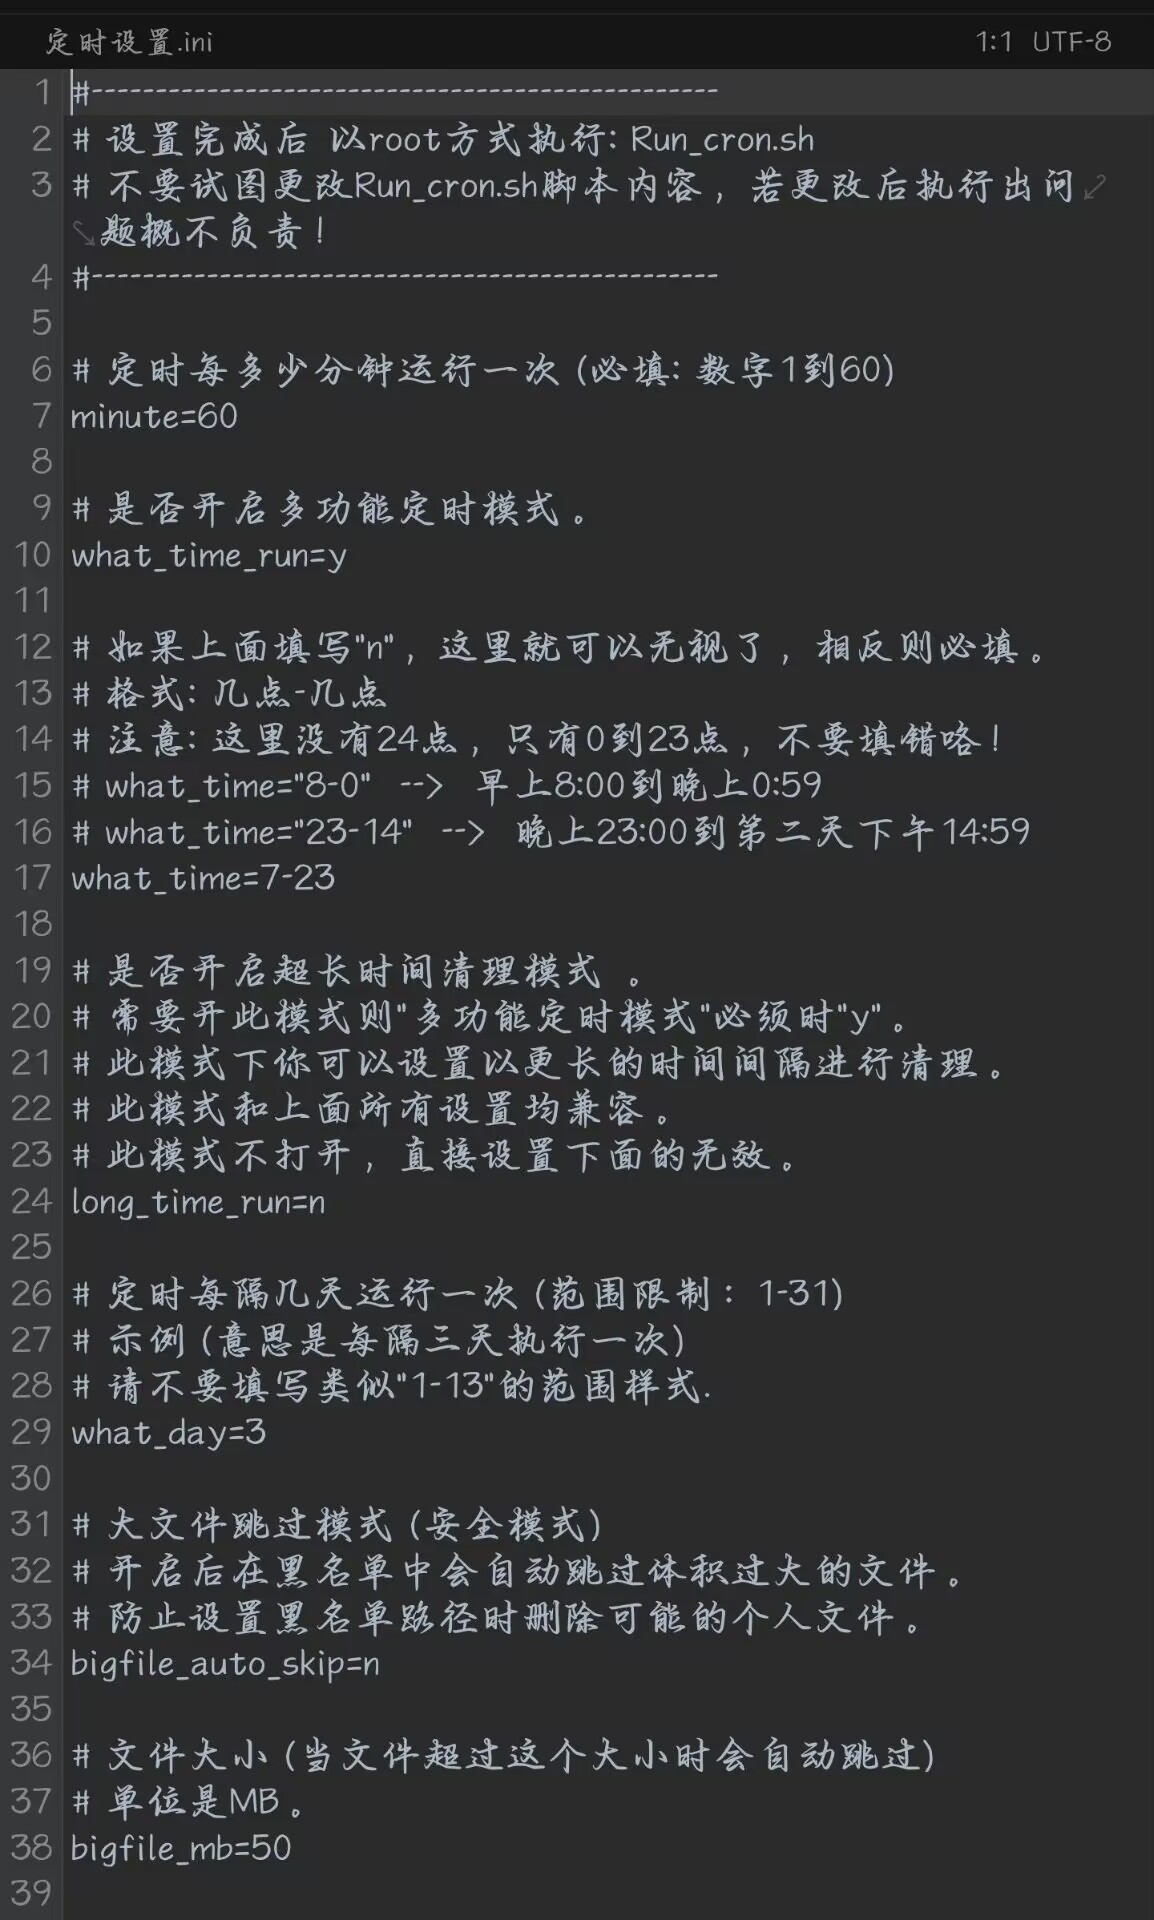 定时设置.ini
1:1 UTF-8
1 #-------------------------------------------------
2 # 设置完成后 以root方式执行: Run_cron.sh
3 # 不要试图更改Run_cron.sh脚本内容，若更改后执行出问
题概不负责！
4 #-------------------------------------------------
5
6 # 定时每多少分钟运行一次 (必填: 数字1到60)
7 minute=60
8
9 # 是否开启多功能定时模式。
10 what_time_run=y
11
12 # 如果上面填写"n"，这里就可以无视了，相反则必填。
13 # 格式: 几点-几点
14 # 注意: 这里没有24点，只有0到23点，不要填错咯！
15 # what_time="8-0" --> 早上8:00到晚上0:59
16 # what_time="23-14" --> 晚上23:00到第二天下午14:59
17 what_time=7-23
18
19 # 是否开启超长时间清理模式 。
20 # 需要开此模式则"多功能定时模式"必须时"y"。
21 # 此模式下你可以设置以更长的时间间隔进行清理。
22 # 此模式和上面所有设置均兼容。
23 # 此模式不打开，直接设置下面的无效。
24 long_time_run=n
25
26 # 定时每隔几天运行一次 (范围限制：1-31)
27 # 示例 (意思是每隔三天执行一次)
28 # 请不要填写类似"1-13"的范围样式.
29 what_day=3
30
31 # 大文件跳过模式 (安全模式)
32 # 开启后在黑名单中会自动跳过体积过大的文件。
33 # 防止设置黑名单路径时删除可能的个人文件。
34 bigfile_auto_skip=n
35
36 # 文件大小 (当文件超过这个大小时会自动跳过)
37 # 单位是MB。
38 bigfile_mb=50
39